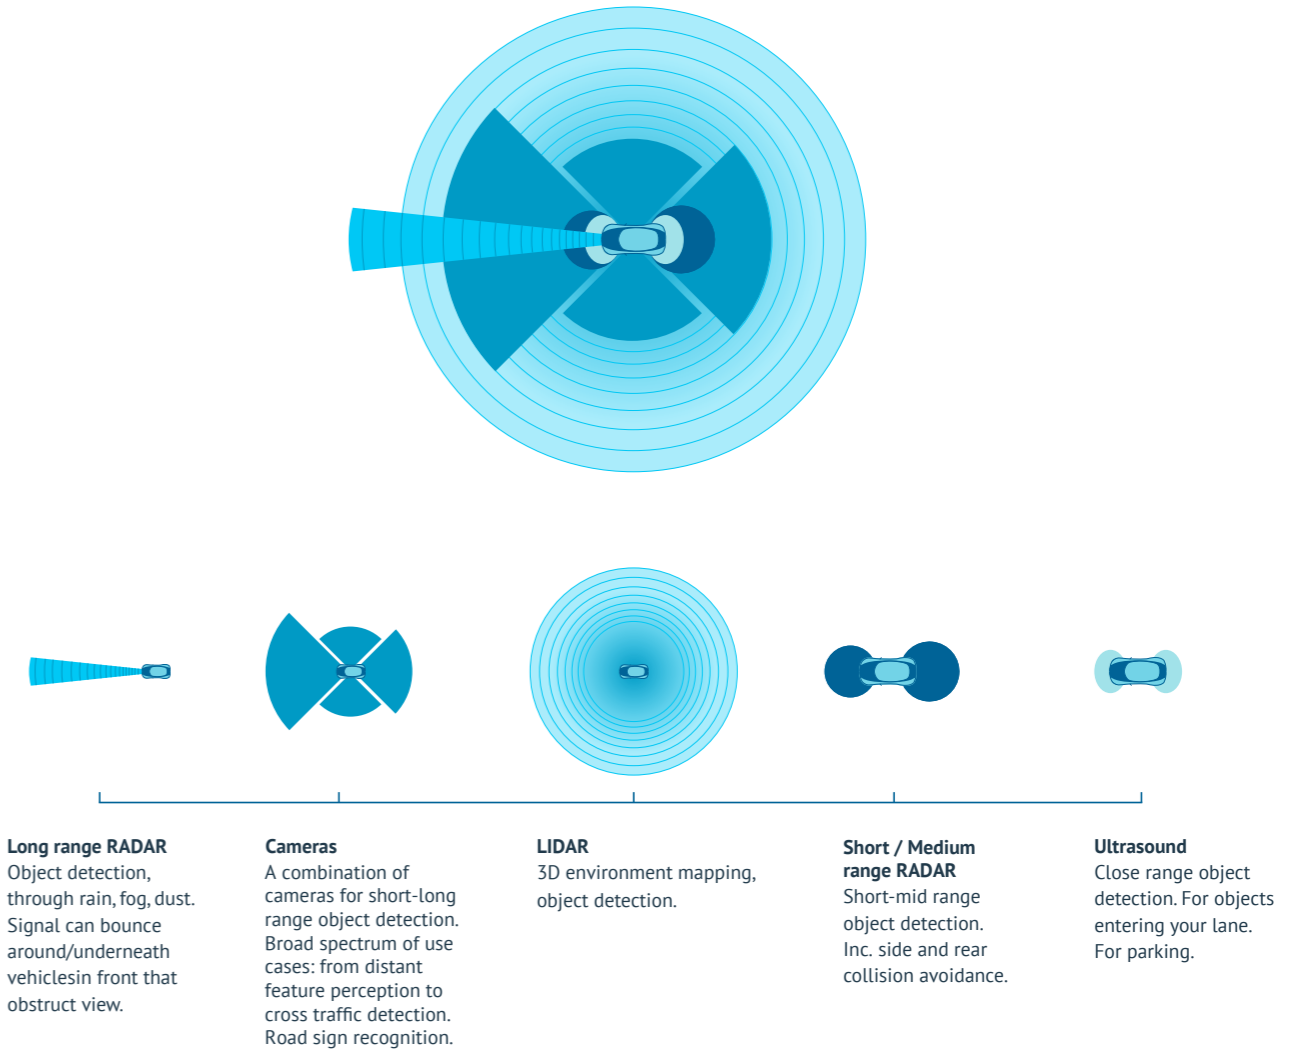 Long range RADAR
Object detection,
through rain, fog, dust.
Signal can bounce
around/underneath
vehiclesin front that
obstruct view.
Cameras
A combination of
cameras for short-long
range object detection.
Broad spectrum of use
cases: from distant
feature perception to
cross traffic detection.
Road sign recognition.
LIDAR
3D environment mapping,
object detection.
Short / Medium
range RADAR
Short-mid range
object detection.
Inc. side and rear
collision avoidance.
Ultrasound
Close range object
detection. For objects
entering your lane.
For parking.